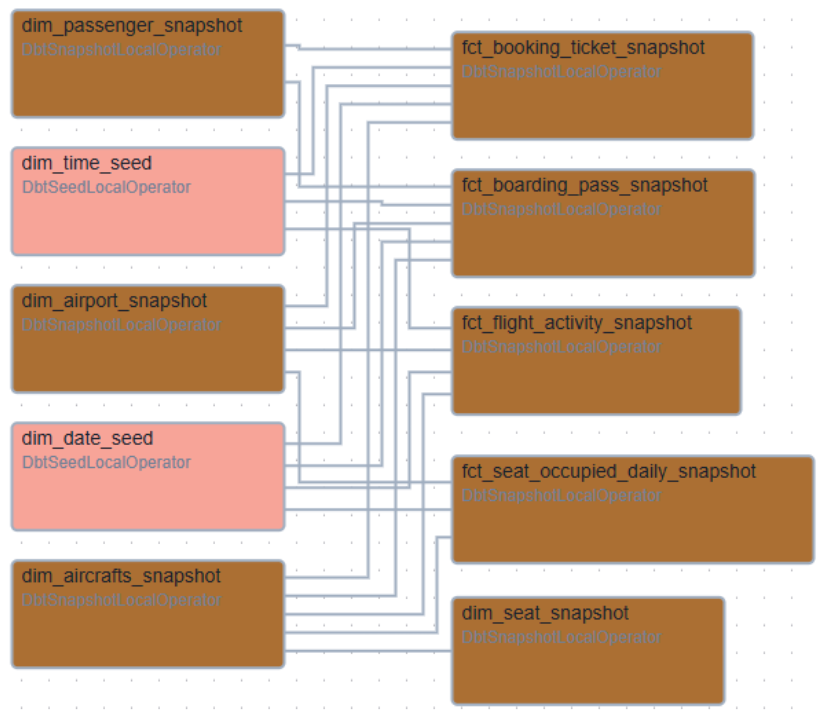 dim_passenger_snapshot
DbtSnapshotLocalOperator
dim_time_seed
DbtSeedLocalOperator
dim_airport_snapshot
DbtSnapshotLocalOperator
dim_date_seed
DbtSeedLocalOperator
dim_aircrafts_snapshot
DbtSnapshotLocalOperator
fct_booking_ticket_snapshot
DbtSnapshotLocalOperator
fct_boarding_pass_snapshot
DbtSnapshotLocalOperator
fct_flight_activity_snapshot
DbtSnapshotLocalOperator
fct_seat_occupied_daily_snapshot
DbtSnapshotLocalOperator
dim_seat_snapshot
DbtSnapshotLocalOperator